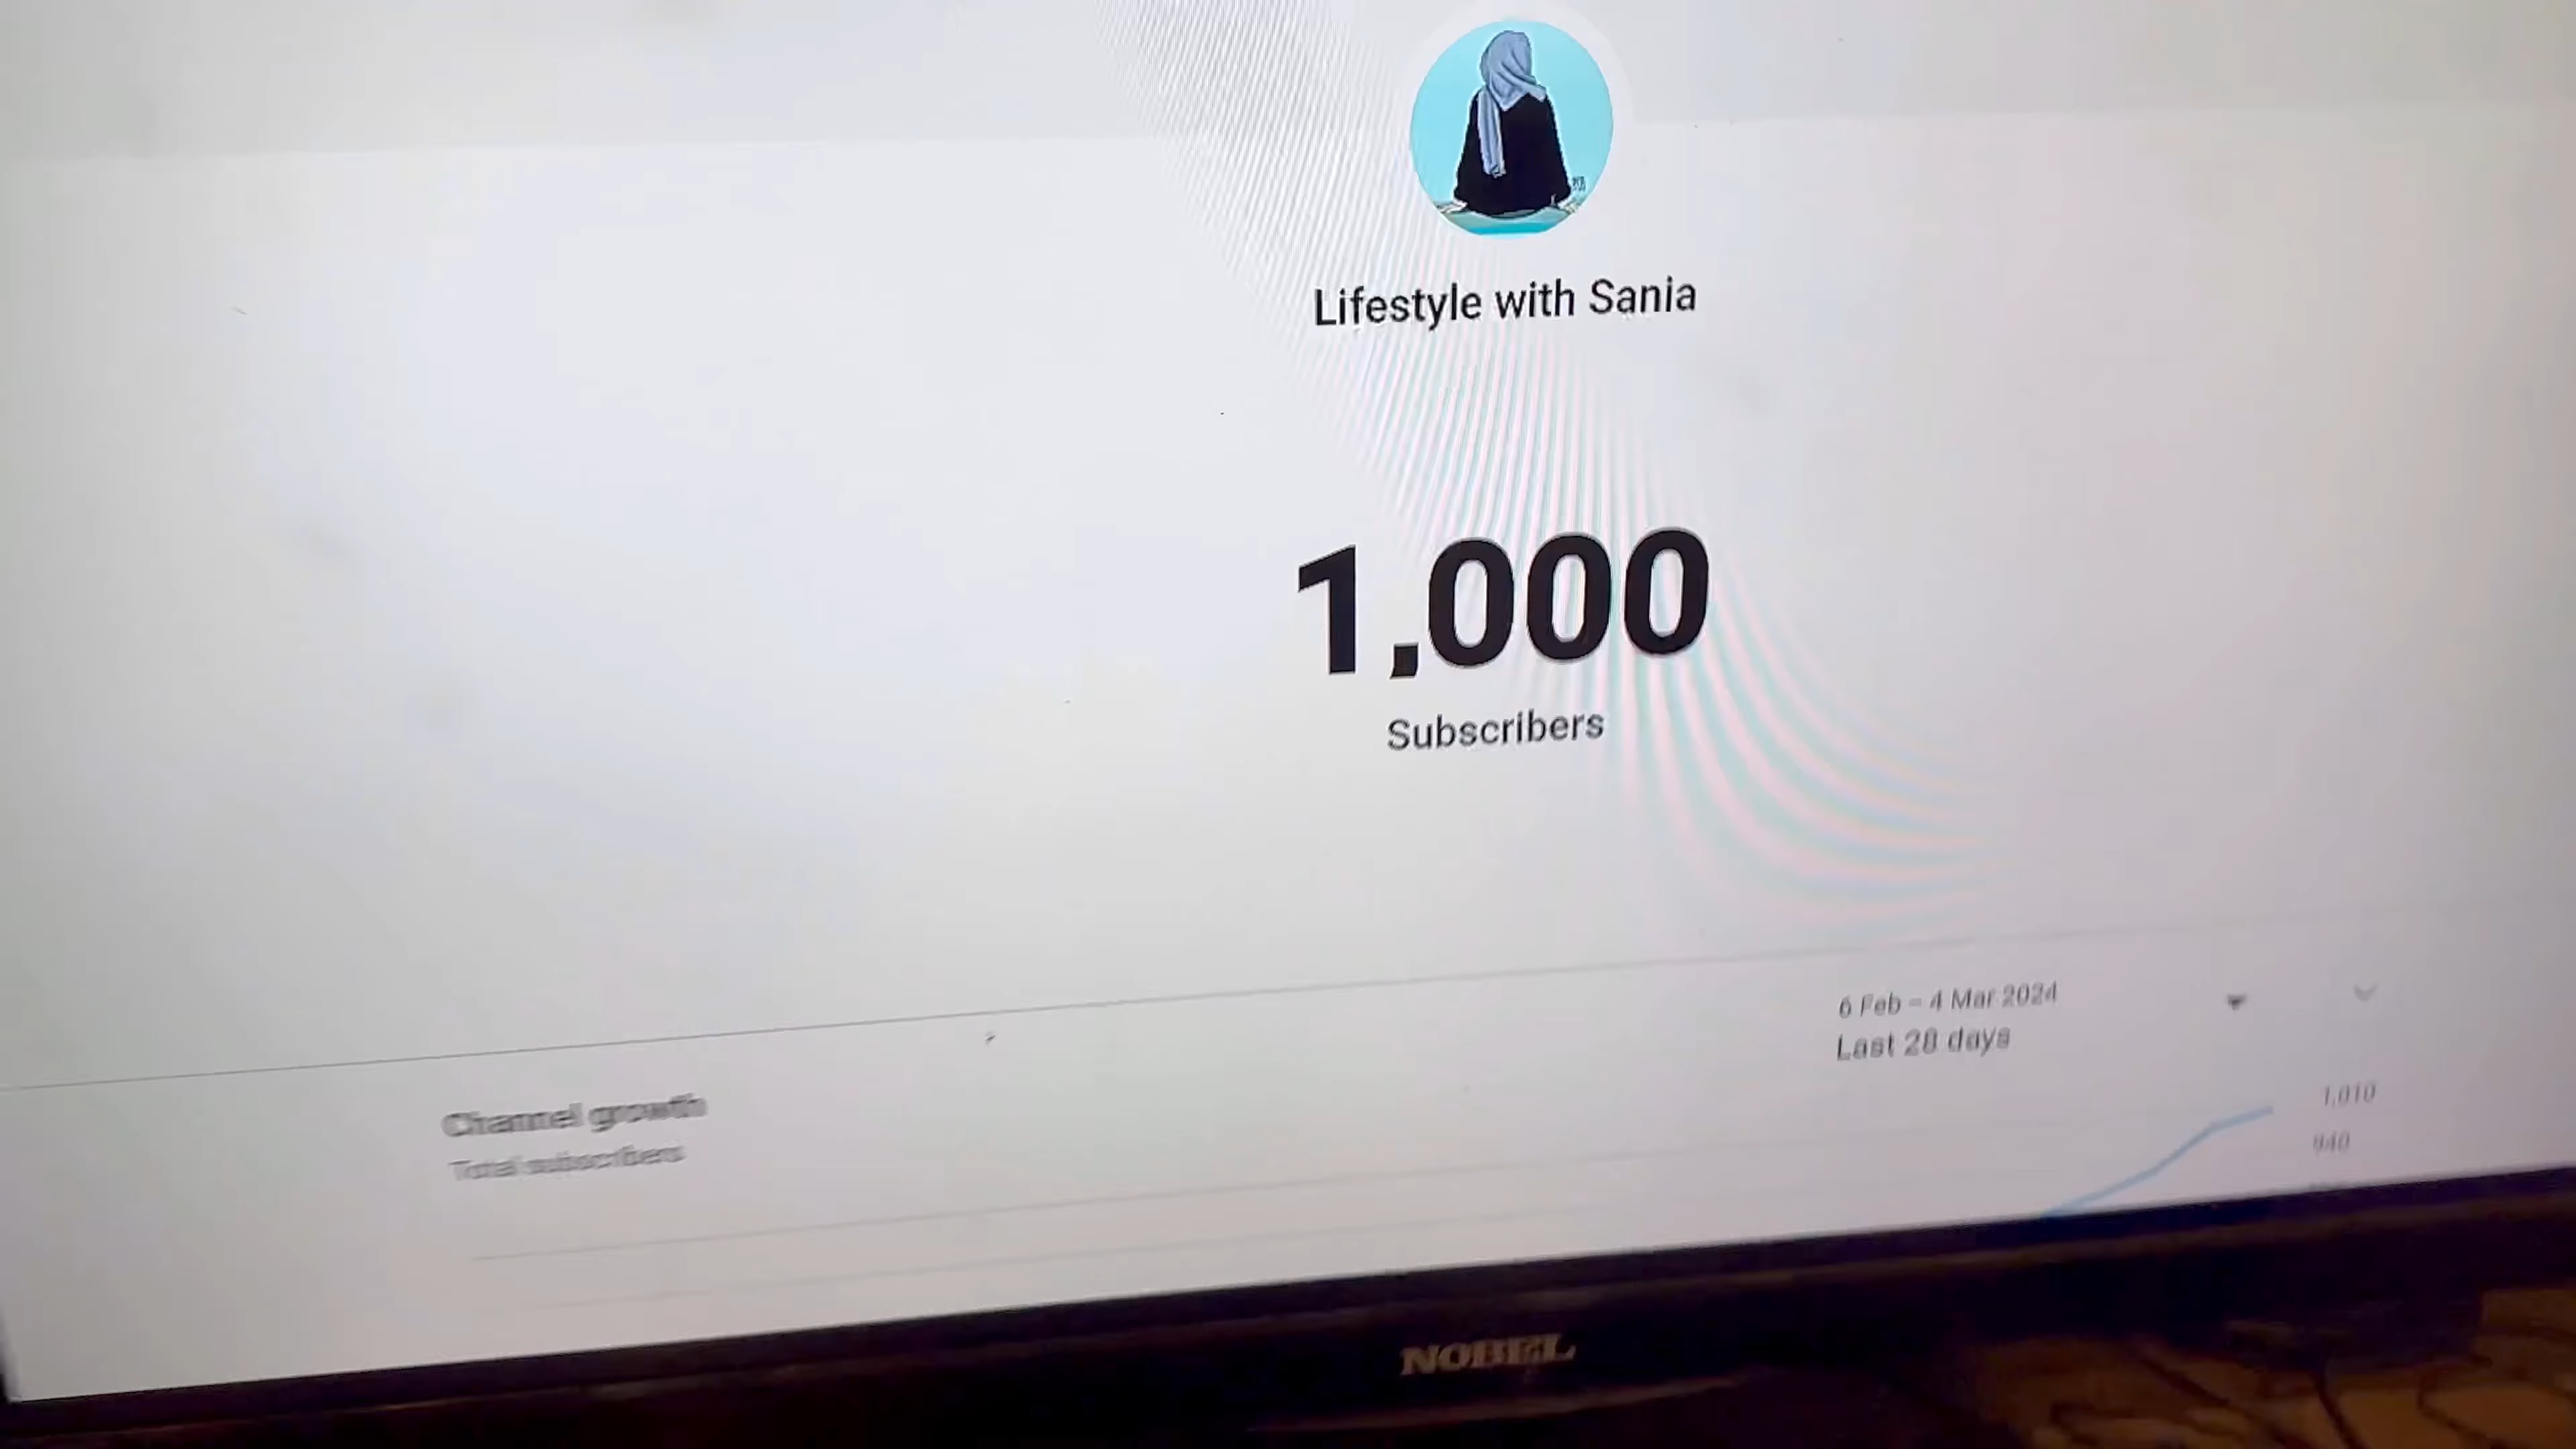 Lifestyle with Sania
1,000
Subscribers
6 Feb – 4 Mar 2024
Last 28 days
Channel growth
Total subscribers
1,010
940
NOBEL